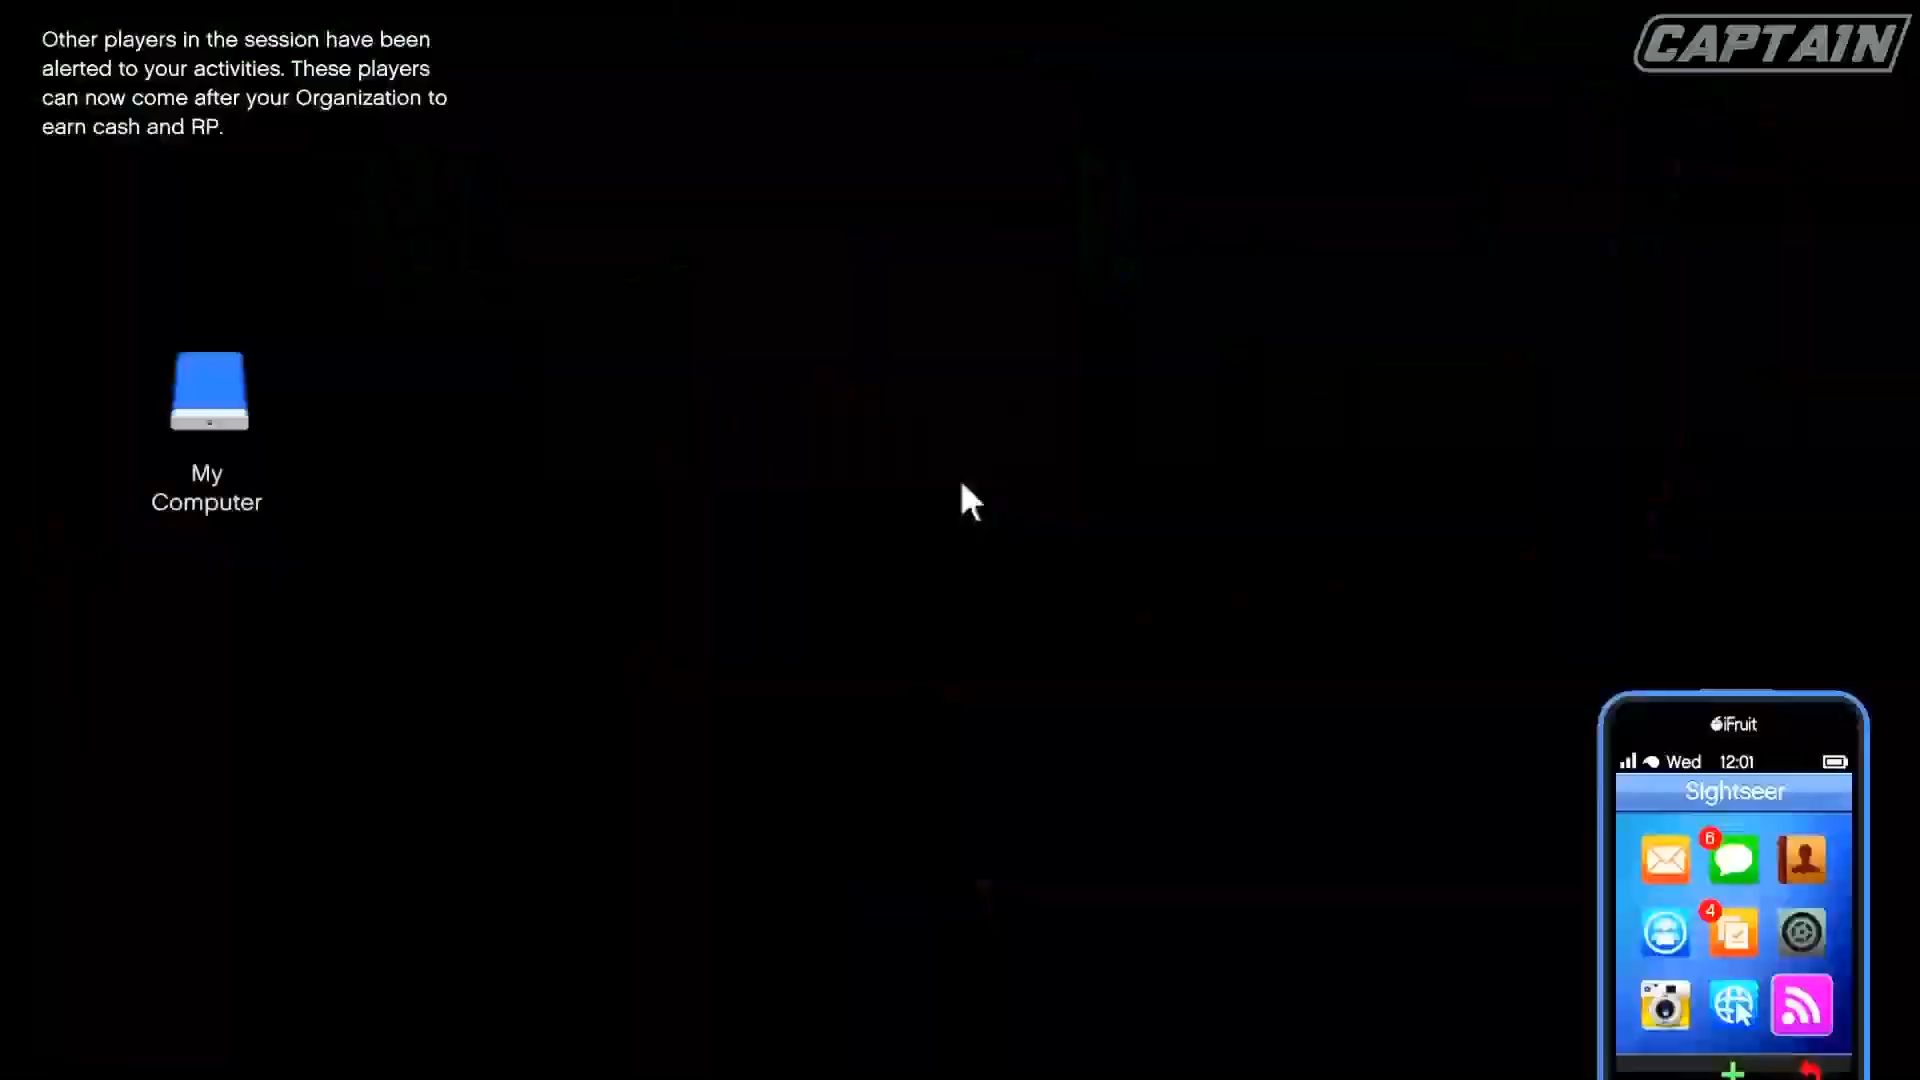 Other players in the session have been
alerted to your activities. These players
can now come after your Organization to
earn cash and RP.
CAPTAIN
My
Computer
iFruit
Wed 12:01
Sightseer
6
4